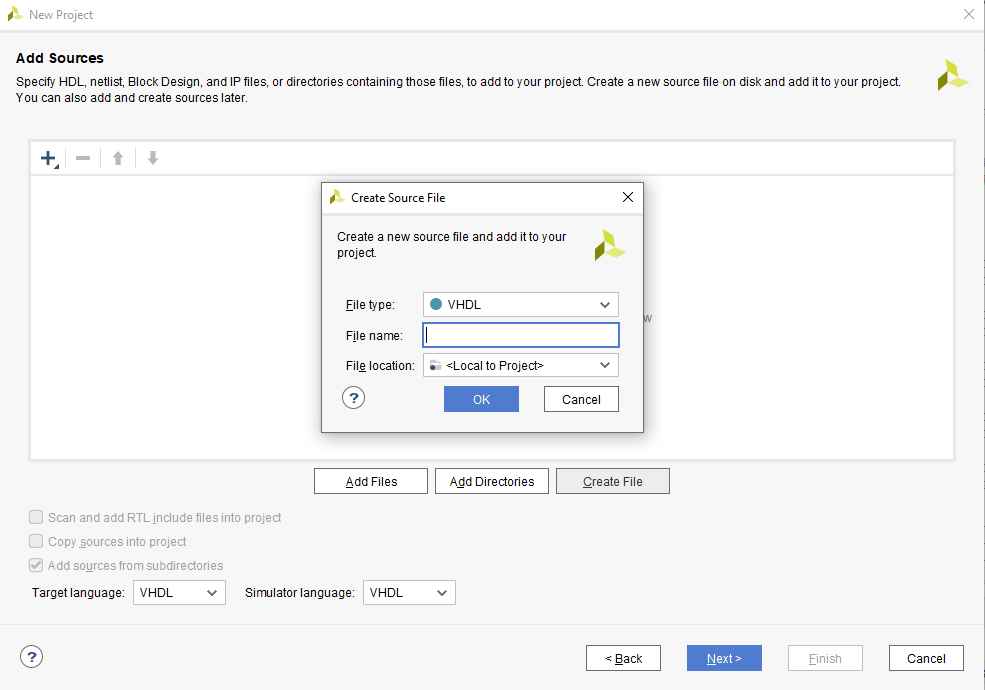 New Project
Add Sources
Specify HDL, netlist, Block Design, and IP files, or directories containing those files, to add to your project. Create a new source file on disk and add it to your project.
You can also add and create sources later.
Create Source File
Create a new source file and add it to your
project.
File type: VHDL
File name:
File location: <Local to Project>
? OK Cancel
Add Files Add Directories Create File
Scan and add RTL include files into project
Copy sources into project
Add sources from subdirectories
Target language: VHDL Simulator language: VHDL
? < Back Next > Finish Cancel